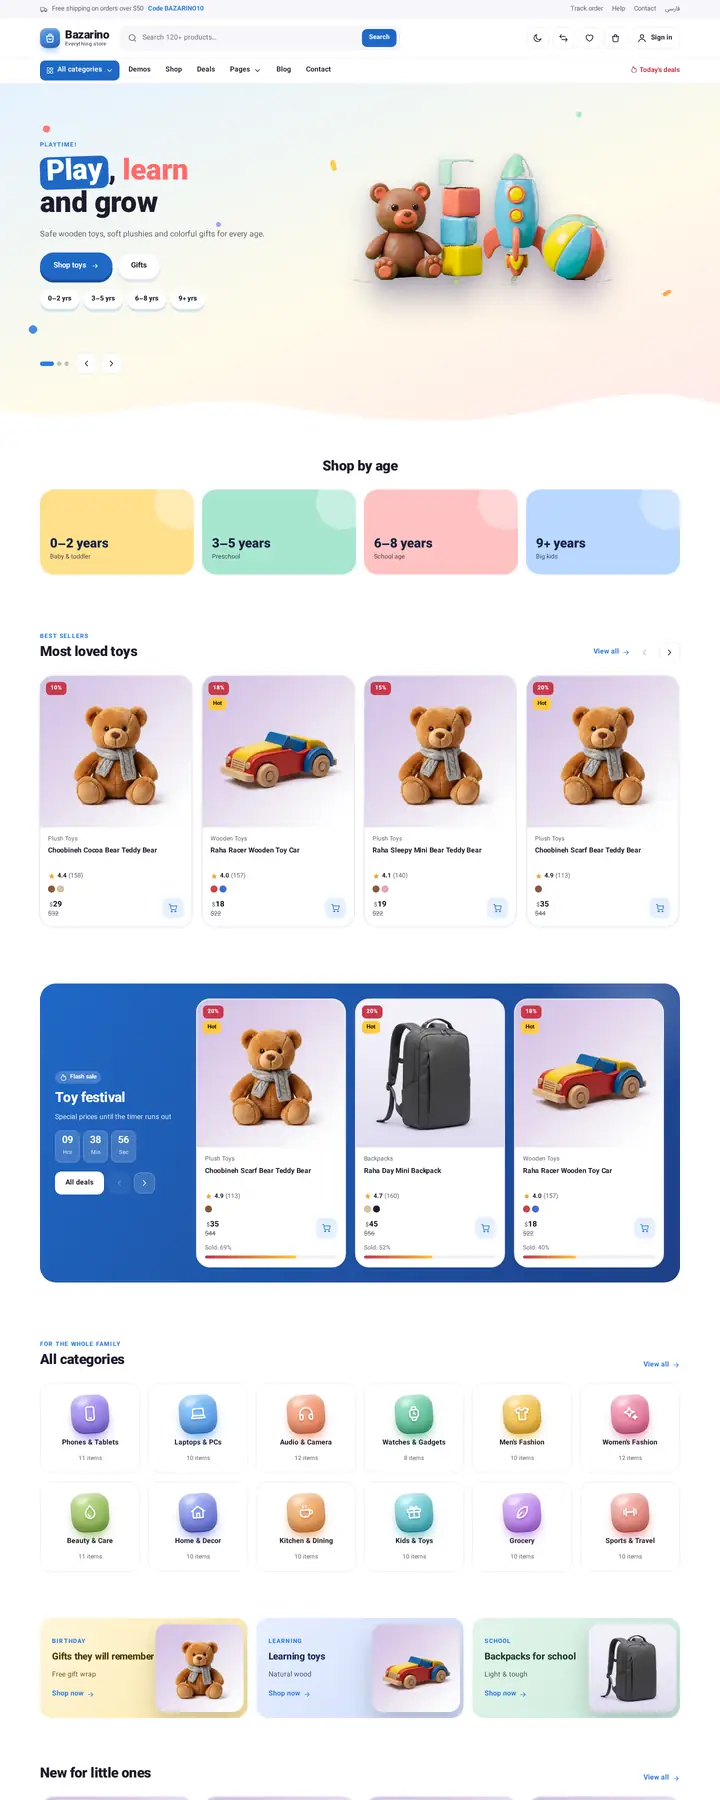 Free shipping on orders over $50 Code BAZARINO10
Track order Help Contact فارسی
Bazarino
Everything store
Search 120+ products...
Search
Sign in
All categories Demos Shop Deals Pages Blog Contact
Today's deals
PLAYTIME!
Play, learn
and grow
Safe wooden toys, soft plushies and colorful gifts for every age.
Shop toys → Gifts
0–2 yrs 3–5 yrs 6–8 yrs 9+ yrs
Shop by age
0–2 years 3–5 years 6–8 years 9+ years
Baby & toddler Preschool School age Big kids
BEST SELLERS
Most loved toys
View all →
10% 18% 15% 20%
Hot Hot
Plush Toys Wooden Toys Plush Toys Plush Toys
Choobineh Cocoa Bear Teddy Bear Raha Racer Wooden Toy Car Raha Sleepy Mini Bear Teddy Bear Choobineh Scarf Bear Teddy Bear
4.4 (158) 4.0 (157) 4.1 (140) 4.9 (113)
$29 $18 $19 $35
$32 $22 $22 $44
20% 20% 18%
Hot Hot Hot
Flash sale
Toy festival
Special prices until the timer runs out
09 38 56
Hrs Min Sec
All deals
Plush Toys Backpacks Wooden Toys
Choobineh Scarf Bear Teddy Bear Raha Day Mini Backpack Raha Racer Wooden Toy Car
4.9 (113) 4.7 (160) 4.0 (157)
$35 $45 $18
$44 $56 $22
Sold: 69% Sold: 52% Sold: 40%
FOR THE WHOLE FAMILY
All categories
View all →
Phones & Tablets Laptops & PCs Audio & Camera Watches & Gadgets Men's Fashion Women's Fashion
11 items 10 items 12 items 8 items 10 items 12 items
Beauty & Care Home & Decor Kitchen & Dining Kids & Toys Grocery Sports & Travel
11 items 10 items 10 items 10 items 10 items 10 items
BIRTHDAY LEARNING SCHOOL
Gifts they will remember Learning toys Backpacks for school
Free gift wrap Natural wood Light & tough
Shop now → Shop now → Shop now →
New for little ones
View all →